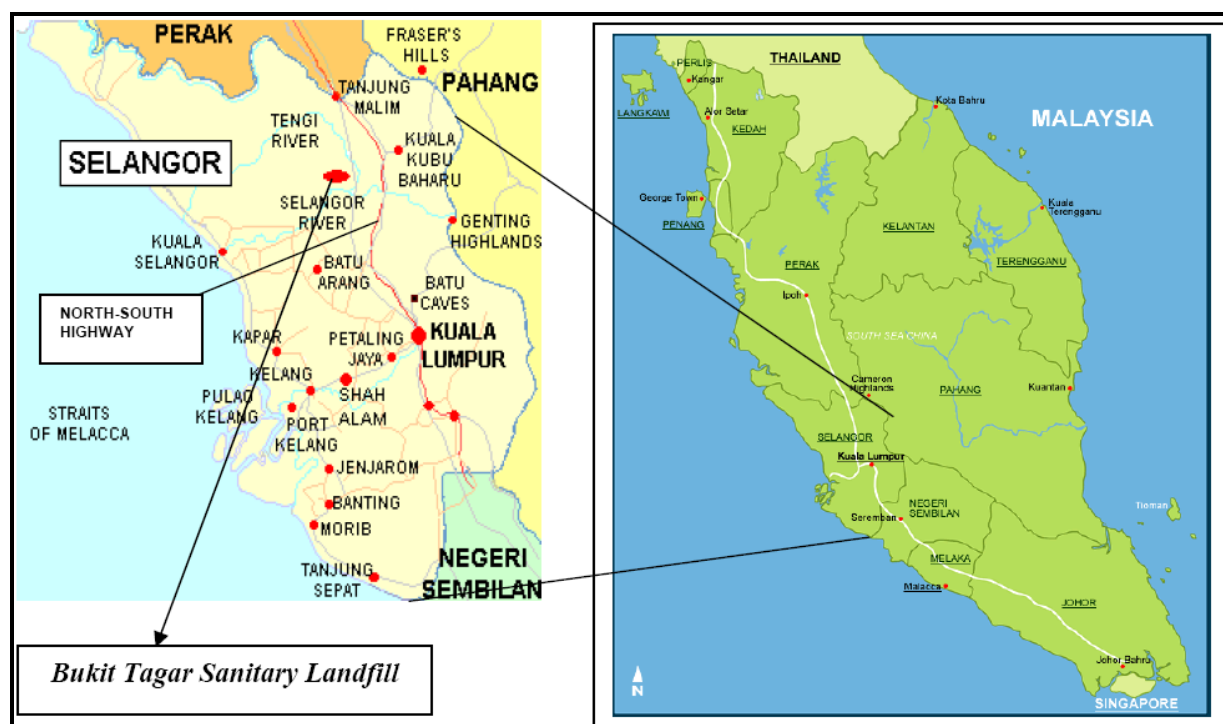 PERAK
FRASER'S
HILLS
PAHANG
TANJUNG
MALIM
TENGI
RIVER
SELANGOR
KUALA
KUBU
BAHARU
SELANGOR
RIVER
GENTING
HIGHLANDS
KUALA
SELANGOR
BATU
ARANG
BATU
CAVES
NORTH-SOUTH
HIGHWAY
KAPAR
PETALING
JAYA
KUALA
LUMPUR
KELANG
SHAH
ALAM
PULAO
KELANG
PORT
KELANG
STRAITS
OF MELACCA
JENJAROM
BANTING
MORIB
NEGERI
SEMBILAN
TANJUNG
SEPAT
Bukit Tagar Sanitary Landfill
THAILAND
MALAYSIA
PERLIS
Kangar
LANGKAWI
Alor Setar
KEDAH
Kota Bahru
George Town
PENANG
Kuala
Terengganu
KELANTAN
TERENGGANU
PERAK
Ipoh
SOUTH SEA CHINA
Cameron
Highlands
PAHANG
Kuantan
SELANGOR
Kuala Lumpur
NEGERI
SEMBILAN
Seremban
Tioman
MELAKA
Malacca
JOHOR
Johor Bahru
SINGAPORE
N